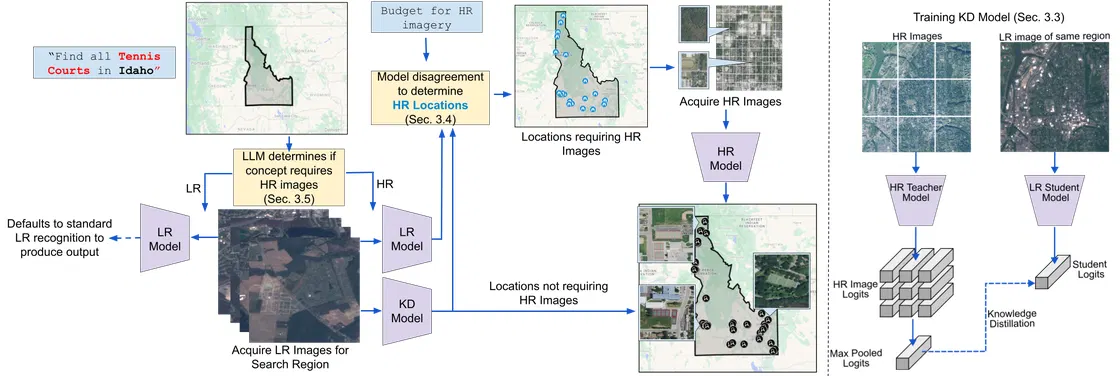 "Find all Tennis
Courts in Idaho"
Budget for HR
imagery
Model disagreement
to determine
HR Locations
(Sec. 3.4)
LLM determines if
concept requires
HR images
(Sec. 3.5)
LR
HR
Defaults to standard
LR recognition to
produce output
LR
Model
LR
Model
KD
Model
Acquire LR Images for
Search Region
Locations requiring HR
Images
Acquire HR Images
HR
Model
Locations not requiring
HR Images
Training KD Model (Sec. 3.3)
HR Images
LR image of same region
HR Teacher
Model
LR Student
Model
HR Image
Logits
Student
Logits
Knowledge
Distillation
Max Pooled
Logits